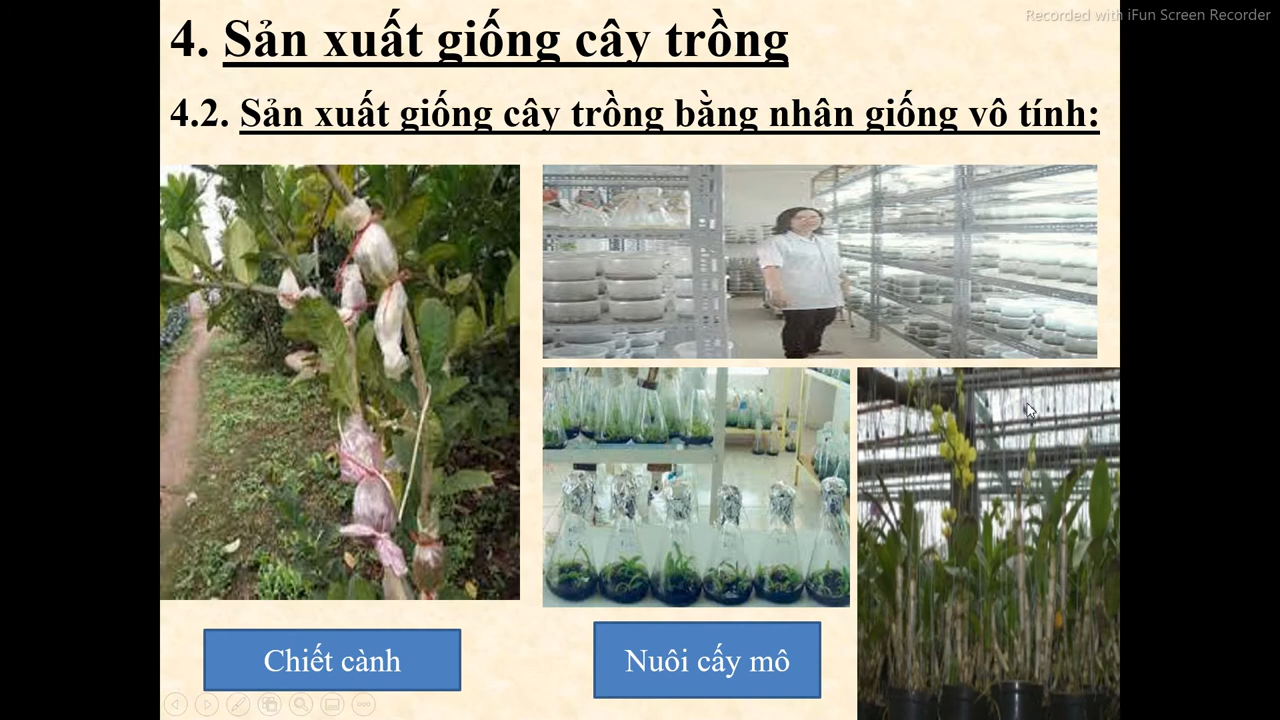 Recorded with iFun Screen Recorder
4. Sản xuất giống cây trồng
4.2. Sản xuất giống cây trồng bằng nhân giống vô tính:
Chiết cành
Nuôi cấy mô